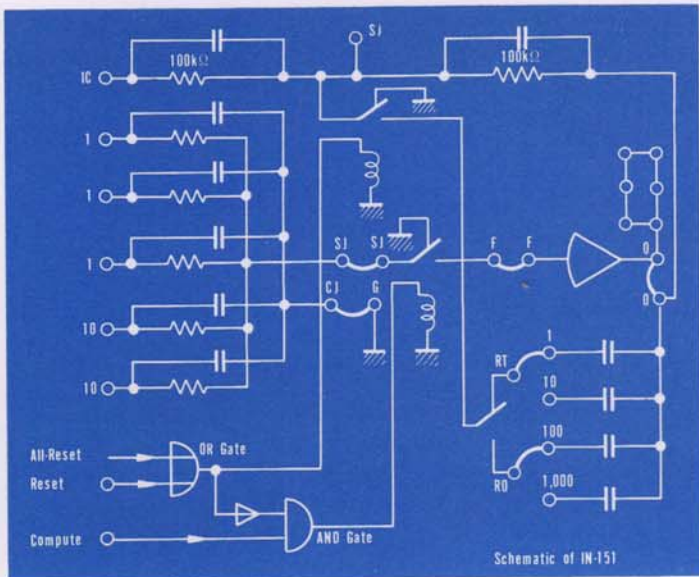 SJ
100kΩ
100kΩ
IC
1
1
1
SJ
SJ
F
F
O
CJ
G
O
10
10
1
RT
10
100
RO
1,000
All-Reset
OR Gate
Reset
Compute
AND Gate
Schematic of IN-151